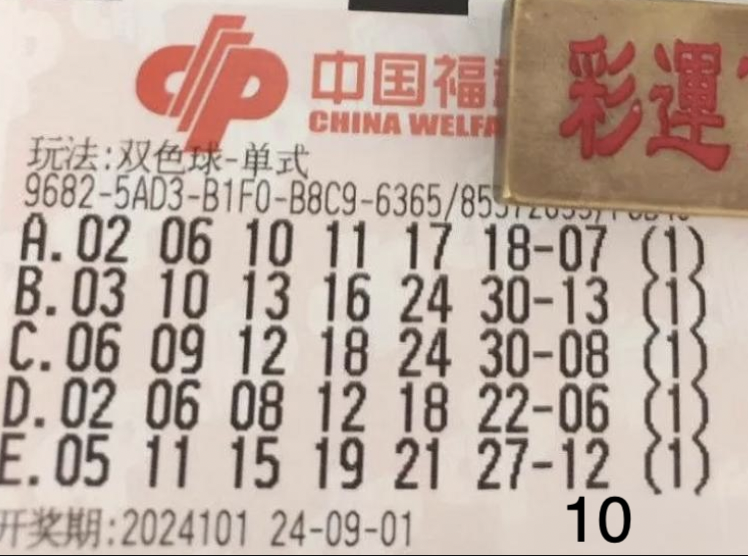 中国福
CHINA WELFA
彩運
玩法:双色球-单式
9682-5AD3-B1F0-B8C9-6365/85
A.02 06 10 11 17 18-07 (1)
B.03 10 13 16 24 30-13 (1)
C.06 09 12 18 24 30-08 (1)
D.02 06 08 12 18 22-06 (1)
E.05 11 15 19 21 27-12 (1)
开奖期:2024101 24-09-01
10